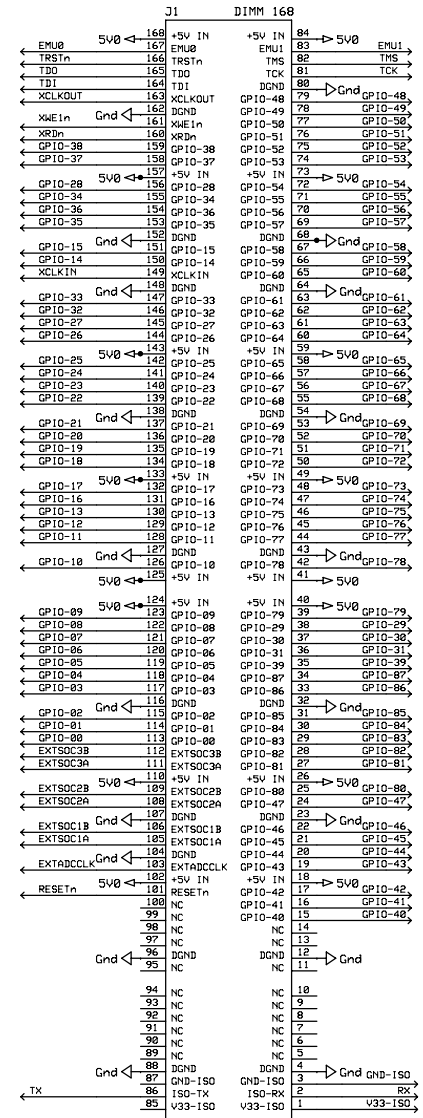 J1 DIMM 168
5V0 168 +5V IN +5V IN 84 5V0
EMU0 167 EMU0 EMU1 83 EMU1
TRSTn 166 TRSTn TMS 82 TMS
TDO 165 TDO TCK 81 TCK
TDI 164 TDI DGND 80 Gnd
XCLKOUT 163 XCLKOUT GPIO-48 79 GPIO-48
Gnd 162 DGND GPIO-49 78 GPIO-49
XWE1n 161 XWE1n GPIO-50 77 GPIO-50
XRDn 160 XRDn GPIO-51 76 GPIO-51
GPIO-38 159 GPIO-38 GPIO-52 75 GPIO-52
GPIO-37 158 GPIO-37 GPIO-53 74 GPIO-53
5V0 157 +5V IN +5V IN 73 5V0
GPIO-28 156 GPIO-28 GPIO-54 72 GPIO-54
GPIO-34 155 GPIO-34 GPIO-55 71 GPIO-55
GPIO-36 154 GPIO-36 GPIO-56 70 GPIO-56
GPIO-35 153 GPIO-35 GPIO-57 69 GPIO-57
Gnd 152 DGND DGND 68 Gnd
GPIO-15 151 GPIO-15 GPIO-58 67 GPIO-58
GPIO-14 150 GPIO-14 GPIO-59 66 GPIO-59
XCLKIN 149 XCLKIN GPIO-60 65 GPIO-60
Gnd 148 DGND DGND 64 Gnd
GPIO-33 147 GPIO-33 GPIO-61 63 GPIO-61
GPIO-32 146 GPIO-32 GPIO-62 62 GPIO-62
GPIO-27 145 GPIO-27 GPIO-63 61 GPIO-63
GPIO-26 144 GPIO-26 GPIO-64 60 GPIO-64
5V0 143 +5V IN +5V IN 59 5V0
GPIO-25 142 GPIO-25 GPIO-65 58 GPIO-65
GPIO-24 141 GPIO-24 GPIO-66 57 GPIO-66
GPIO-23 140 GPIO-23 GPIO-67 56 GPIO-67
GPIO-22 139 GPIO-22 GPIO-68 55 GPIO-68
Gnd 138 DGND DGND 54 Gnd
GPIO-21 137 GPIO-21 GPIO-69 53 GPIO-69
GPIO-20 136 GPIO-20 GPIO-70 52 GPIO-70
GPIO-19 135 GPIO-19 GPIO-71 51 GPIO-71
GPIO-18 134 GPIO-18 GPIO-72 50 GPIO-72
5V0 133 +5V IN +5V IN 49 5V0
GPIO-17 132 GPIO-17 GPIO-73 48 GPIO-73
GPIO-16 131 GPIO-16 GPIO-74 47 GPIO-74
GPIO-13 130 GPIO-13 GPIO-75 46 GPIO-75
GPIO-12 129 GPIO-12 GPIO-76 45 GPIO-76
GPIO-11 128 GPIO-11 GPIO-77 44 GPIO-77
Gnd 127 DGND DGND 43 Gnd
GPIO-10 126 GPIO-10 GPIO-78 42 GPIO-78
5V0 125 +5V IN +5V IN 41 5V0
5V0 124 +5V IN +5V IN 40 5V0
GPIO-09 123 GPIO-09 GPIO-79 39 GPIO-79
GPIO-08 122 GPIO-08 GPIO-29 38 GPIO-29
GPIO-07 121 GPIO-07 GPIO-30 37 GPIO-30
GPIO-06 120 GPIO-06 GPIO-31 36 GPIO-31
GPIO-05 119 GPIO-05 GPIO-39 35 GPIO-39
GPIO-04 118 GPIO-04 GPIO-87 34 GPIO-87
GPIO-03 117 GPIO-03 GPIO-86 33 GPIO-86
Gnd 116 DGND DGND 32 Gnd
GPIO-02 115 GPIO-02 GPIO-85 31 GPIO-85
GPIO-01 114 GPIO-01 GPIO-84 30 GPIO-84
GPIO-00 113 GPIO-00 GPIO-83 29 GPIO-83
EXTSOC3B 112 EXTSOC3B GPIO-82 28 GPIO-82
EXTSOC3A 111 EXTSOC3A GPIO-81 27 GPIO-81
5V0 110 +5V IN +5V IN 26 5V0
EXTSOC2B 109 EXTSOC2B GPIO-80 25 GPIO-80
EXTSOC2A 108 EXTSOC2A GPIO-47 24 GPIO-47
Gnd 107 DGND DGND 23 Gnd
EXTSOC1B 106 EXTSOC1B GPIO-46 22 GPIO-46
EXTSOC1A 105 EXTSOC1A GPIO-45 21 GPIO-45
Gnd 104 DGND GPIO-44 20 GPIO-44
EXTADCCLK 103 EXTADCCLK GPIO-43 19 GPIO-43
5V0 102 +5V IN +5V IN 18 5V0
RESETn 101 RESETn GPIO-42 17 GPIO-42
100 NC GPIO-41 16 GPIO-41
99 NC GPIO-40 15 GPIO-40
98 NC NC 14
97 NC NC 13
Gnd 96 DGND DGND 12 Gnd
95 NC NC 11
94 NC NC 10
93 NC NC 9
92 NC NC 8
91 NC NC 7
90 NC NC 6
89 NC NC 5
Gnd 88 DGND DGND 4 Gnd
87 GND-ISO GND-ISO 3 GND-ISO
TX 86 ISO-TX ISO-RX 2 RX
85 V33-ISO V33-ISO 1 V33-ISO